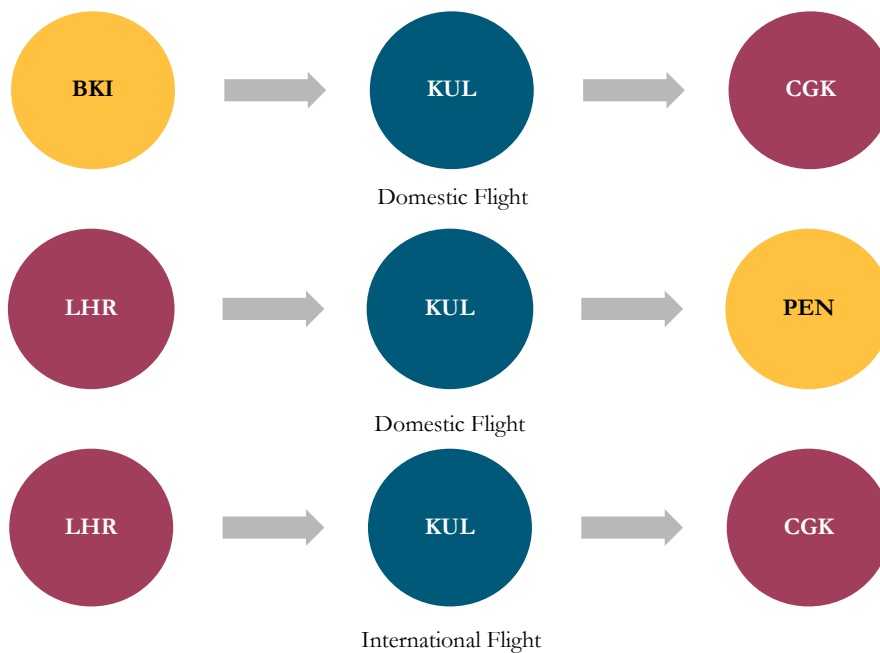 BKI KUL CGK
Domestic Flight
LHR KUL PEN
Domestic Flight
LHR KUL CGK
International Flight